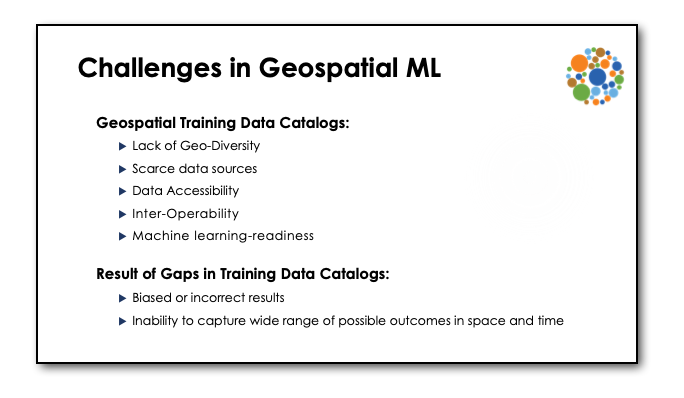 Challenges in Geospatial ML
Geospatial Training Data Catalogs:
Lack of Geo-Diversity
Scarce data sources
Data Accessibility
Inter-Operability
Machine learning-readiness
Result of Gaps in Training Data Catalogs:
Biased or incorrect results
Inability to capture wide range of possible outcomes in space and time